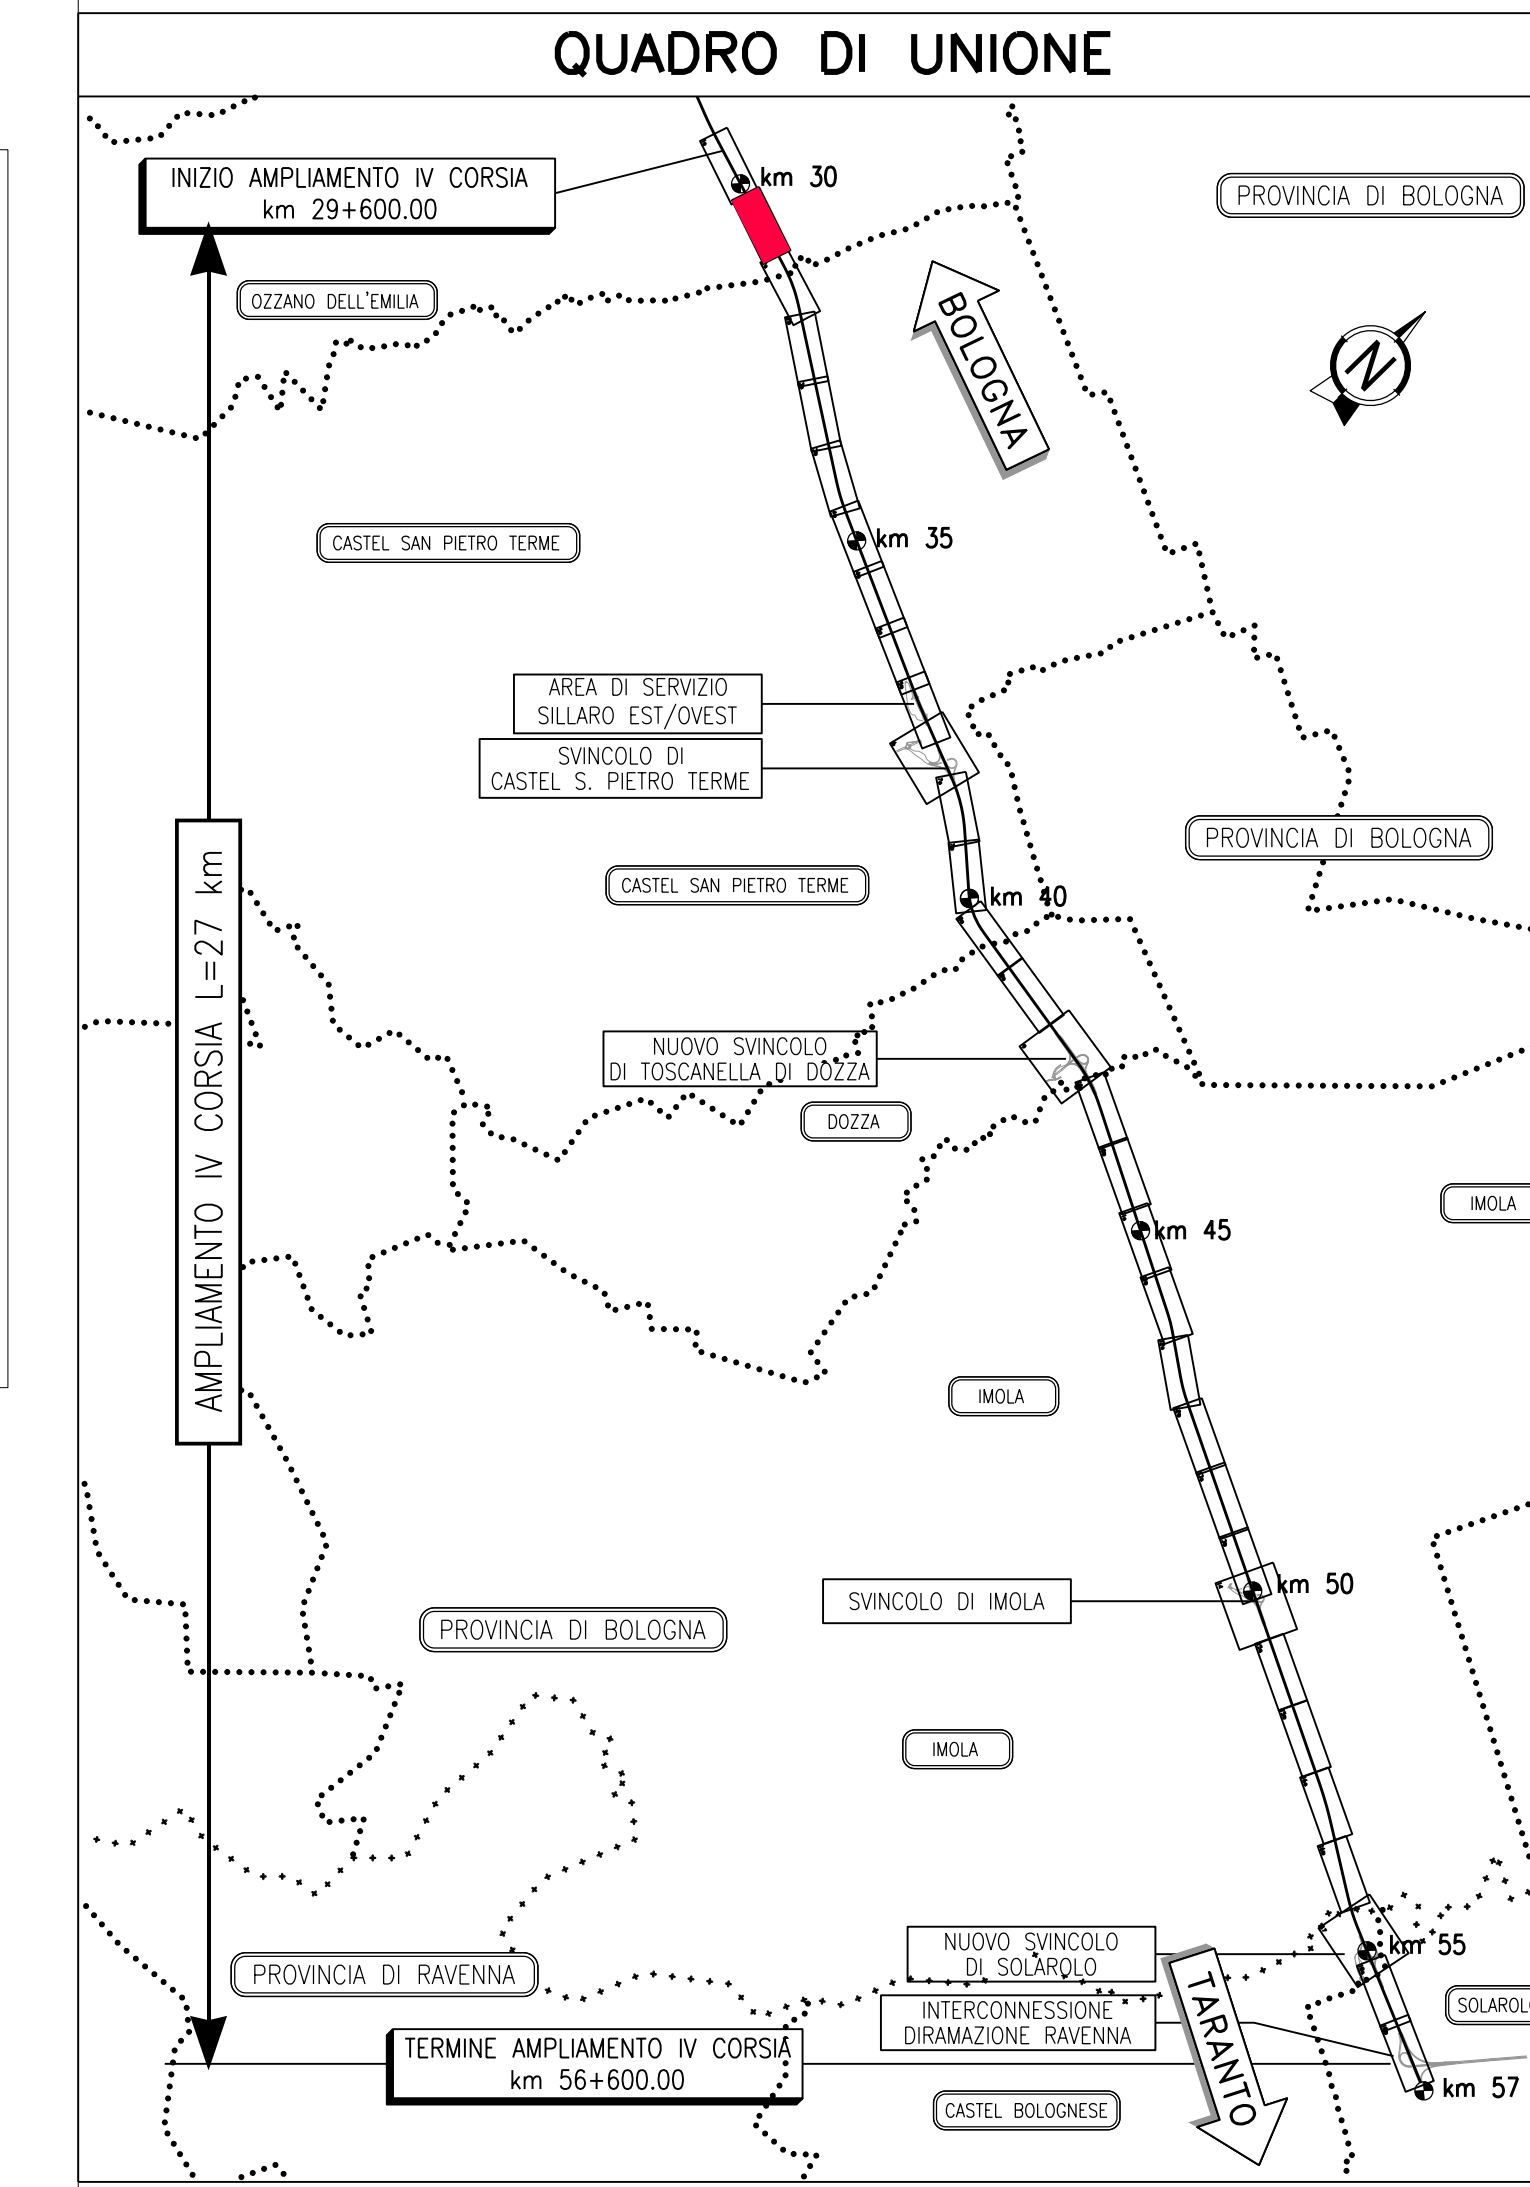 QUADRO DI UNIONE
INIZIO AMPLIAMENTO IV CORSIA
km 29+600.00
km 30
PROVINCIA DI BOLOGNA
OZZANO DELL'EMILIA
BOLOGNA
N
CASTEL SAN PIETRO TERME
km 35
AREA DI SERVIZIO
SILLARO EST/OVEST
SVINCOLO DI
CASTEL S. PIETRO TERME
PROVINCIA DI BOLOGNA
CASTEL SAN PIETRO TERME
km 40
AMPLIAMENTO IV CORSIA L=27 km
NUOVO SVINCOLO
DI TOSCANELLA DI DOZZA
DOZZA
IMOLA
km 45
IMOLA
km 50
SVINCOLO DI IMOLA
PROVINCIA DI BOLOGNA
IMOLA
NUOVO SVINCOLO
DI SOLAROLO
km 55
PROVINCIA DI RAVENNA
TARANTO
SOLAROLO
INTERCONNESSIONE
DIRAMAZIONE RAVENNA
TERMINE AMPLIAMENTO IV CORSIA
km 56+600.00
km 57
CASTEL BOLOGNESE